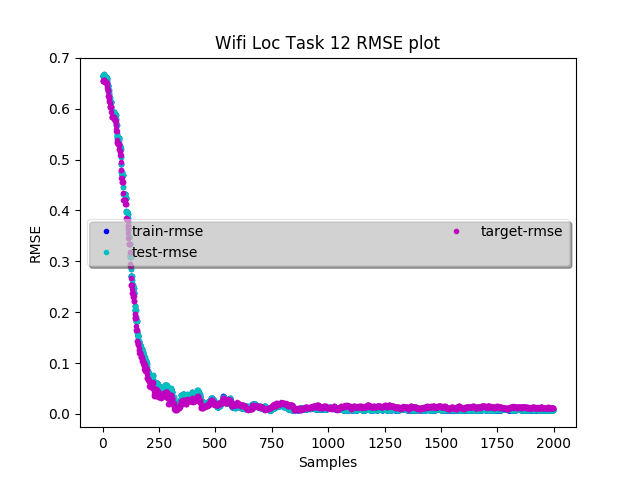 Wifi Loc Task 12 RMSE plot
0.7
0.6
0.5
0.4
0.3
0.2
0.1
0.0
RMSE
train-rmse
test-rmse
target-rmse
0 250 500 750 1000 1250 1500 1750 2000
Samples